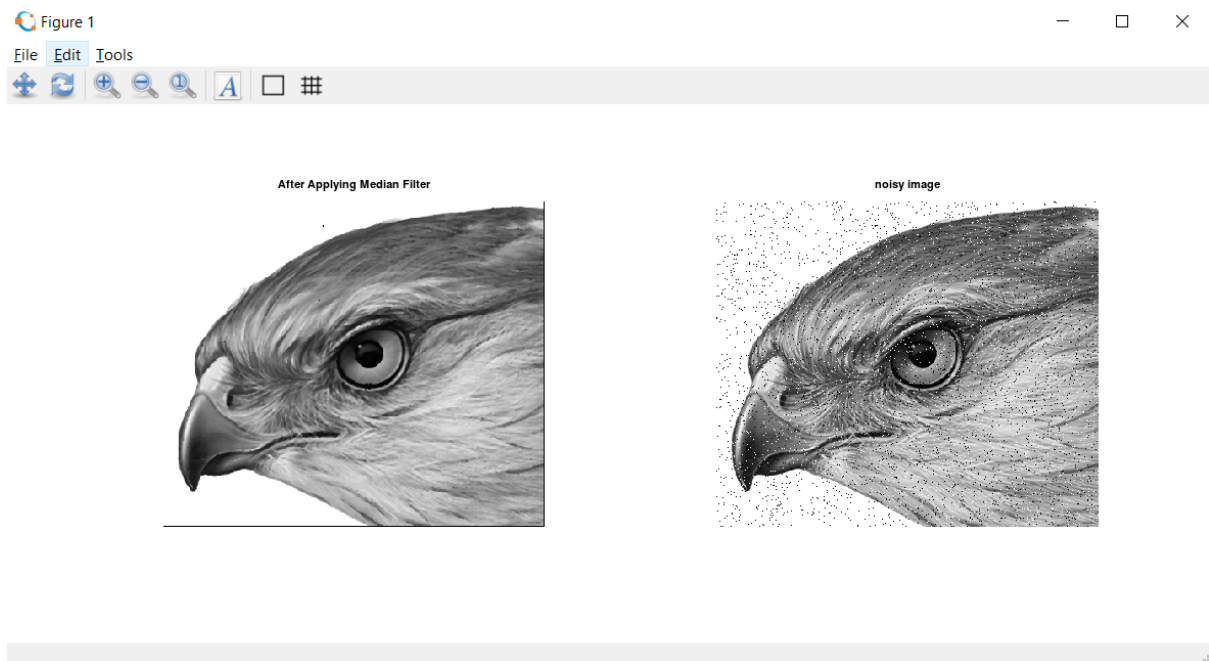 Figure 1
File Edit Tools
A
After Applying Median Filter
noisy image